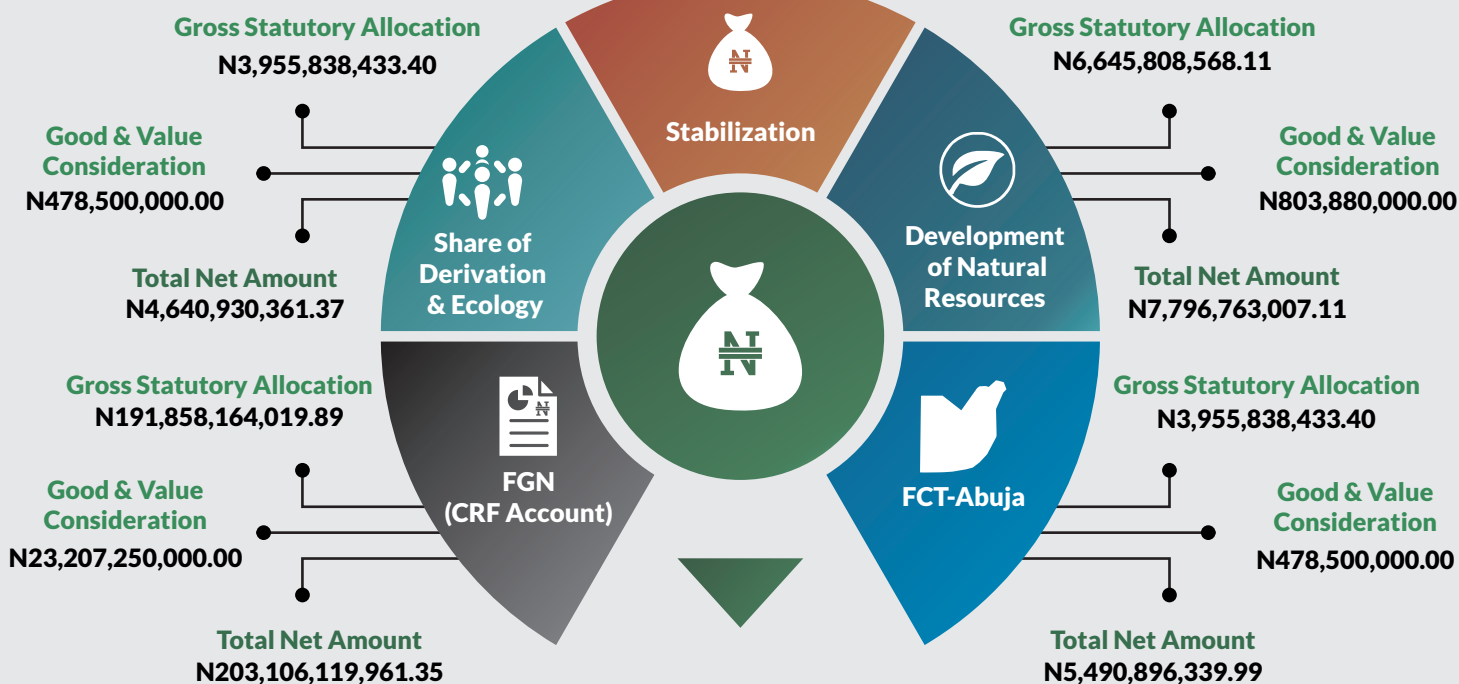 Gross Statutory Allocation
N3,955,838,433.40
Good & Value
Consideration
N478,500,000.00
Total Net Amount
N4,640,930,361.37
Share of
Derivation
& Ecology
N
Stabilization
Gross Statutory Allocation
N6,645,808,568.11
Good & Value
Consideration
N803,880,000.00
Total Net Amount
N7,796,763,007.11
Development
of Natural
Resources
N
Gross Statutory Allocation
N191,858,164,019.89
Good & Value
Consideration
N23,207,250,000.00
Total Net Amount
N203,106,119,961.35
N
FGN
(CRF Account)
Gross Statutory Allocation
N3,955,838,433.40
Good & Value
Consideration
N478,500,000.00
Total Net Amount
N5,490,896,339.99
FCT-Abuja